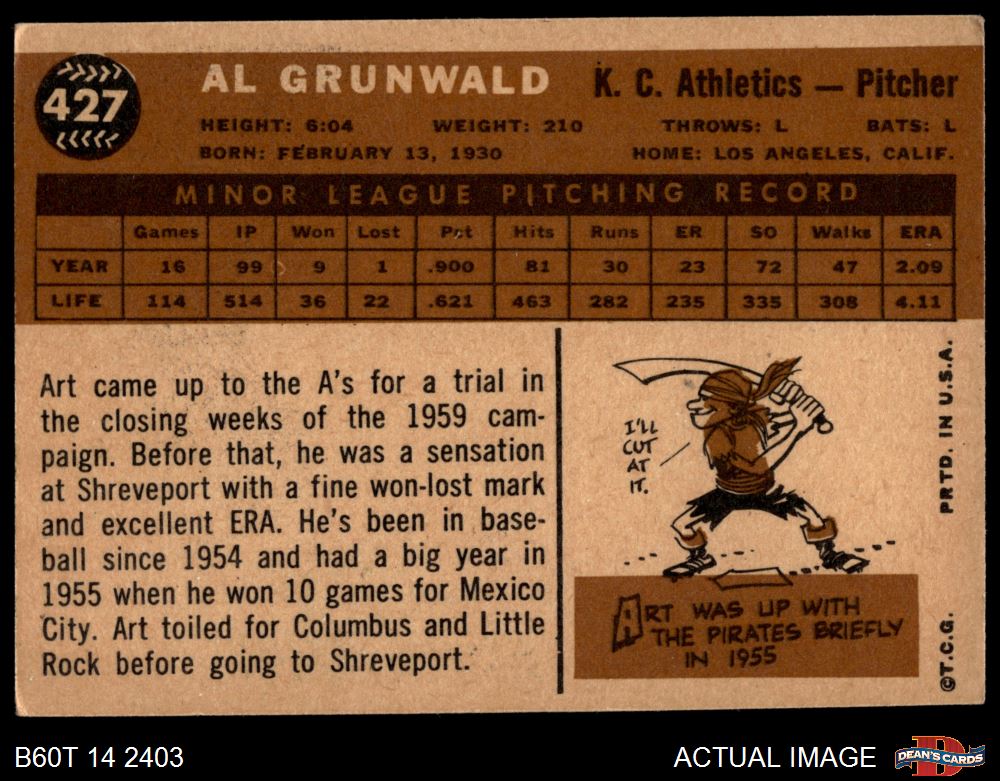 427
AL GRUNWALD
K. C. Athletics — Pitcher
HEIGHT: 6:04 WEIGHT: 210 THROWS: L BATS: L
BORN: FEBRUARY 13, 1930 HOME: LOS ANGELES, CALIF.
MINOR LEAGUE PITCHING RECORD
Games IP Won Lost Pct Hits Runs ER SO Walks ERA
YEAR 16 99 9 1 .900 81 30 23 72 47 2.09
LIFE 114 514 36 22 .621 463 282 235 335 308 4.11
Art came up to the A's for a trial in
the closing weeks of the 1959 cam-
paign. Before that, he was a sensation
at Shreveport with a fine won-lost mark
and excellent ERA. He's been in base-
ball since 1954 and had a big year in
1955 when he won 10 games for Mexico
City. Art toiled for Columbus and Little
Rock before going to Shreveport.
I'LL
CUT
AT
IT.
ART WAS UP WITH
THE PIRATES BRIEFLY
IN 1955
©T.C.G. PRTD. IN U.S.A.
B60T 14 2403
ACTUAL IMAGE
D
DEAN'S CARDS